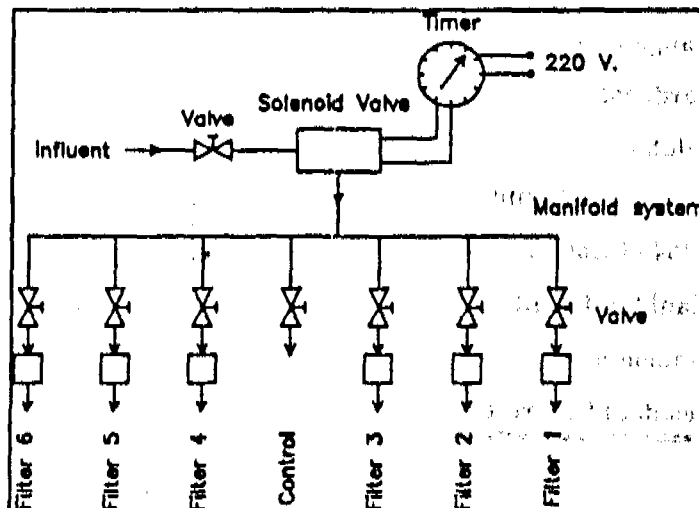 Timer
220 V.
Solenoid Valve
Valve
Influent
Manifold system
Valve
Filter 6
Filter 5
Filter 4
Control
Filter 3
Filter 2
Filter 1